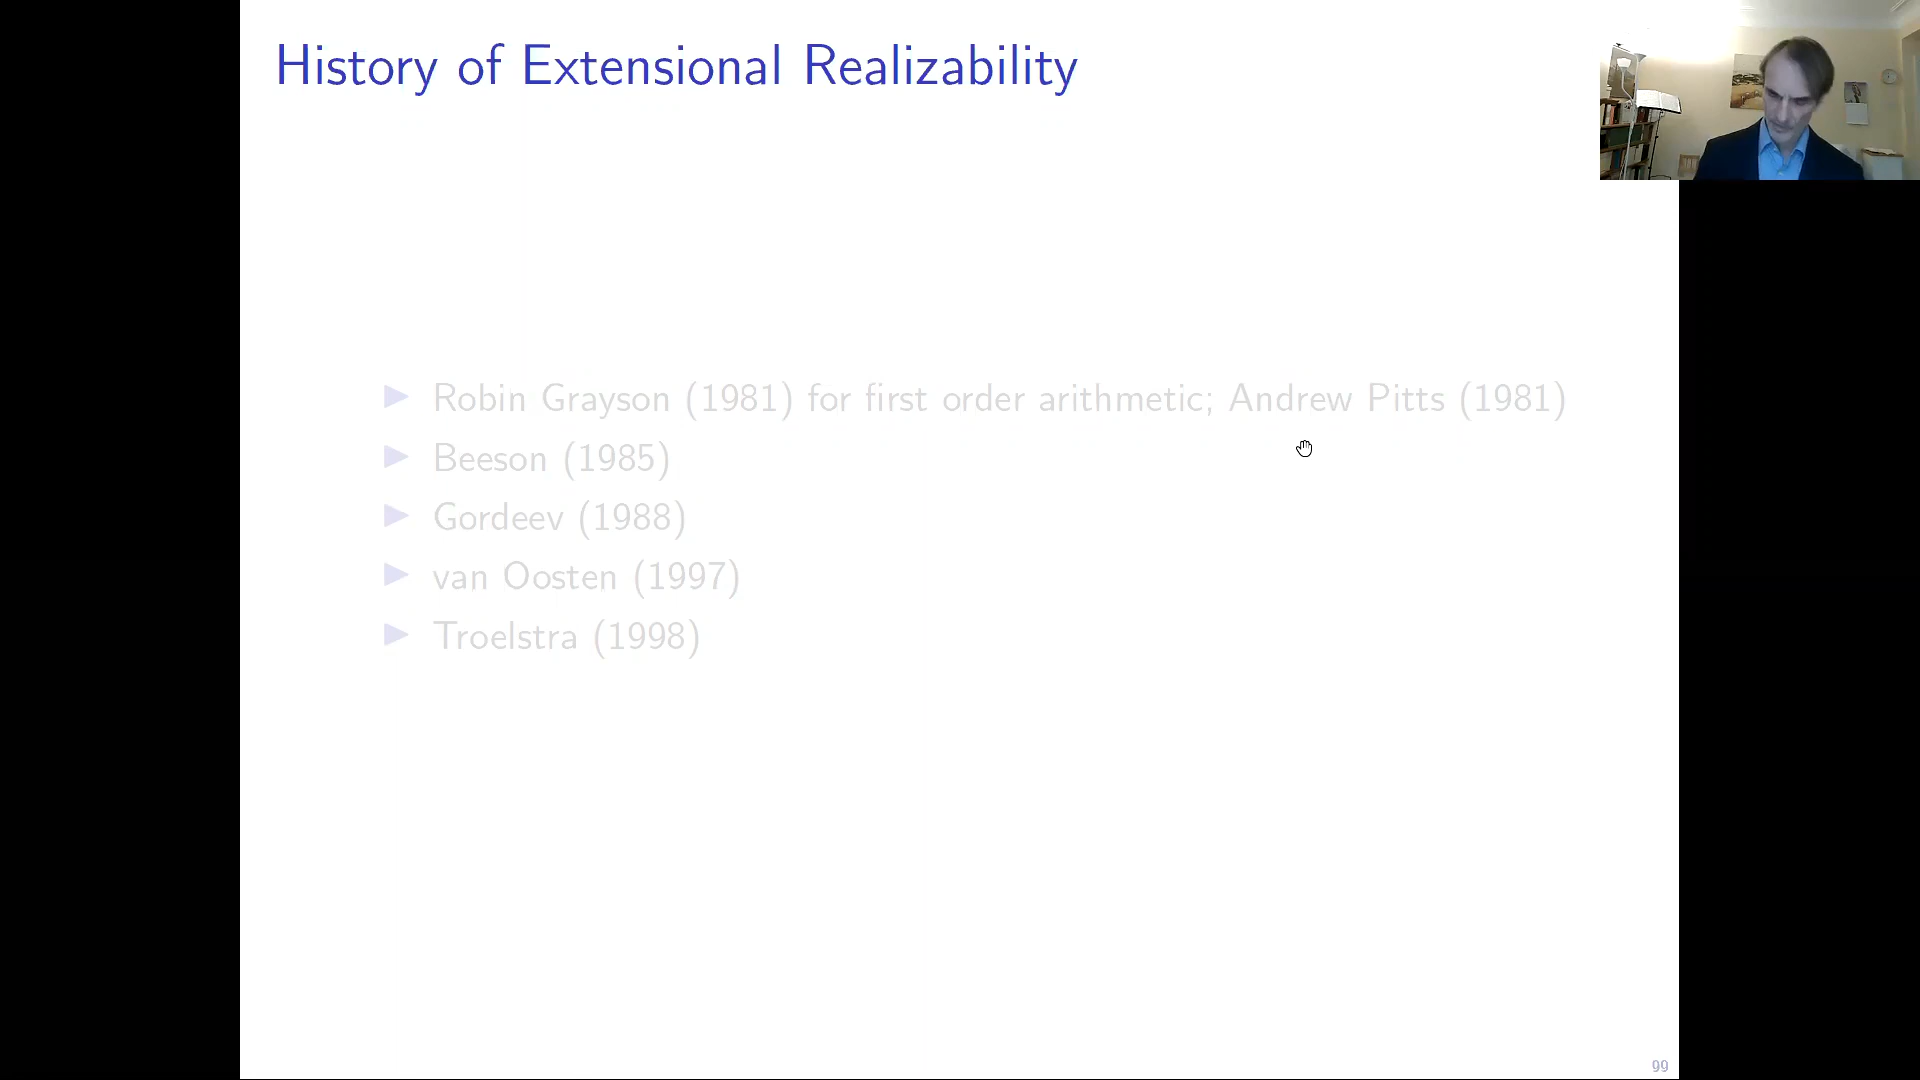 History of Extensional Realizability
▶ Robin Grayson (1981) for first order arithmetic; Andrew Pitts (1981)
▶ Beeson (1985)
▶ Gordeev (1988)
▶ van Oosten (1997)
▶ Troelstra (1998)
99